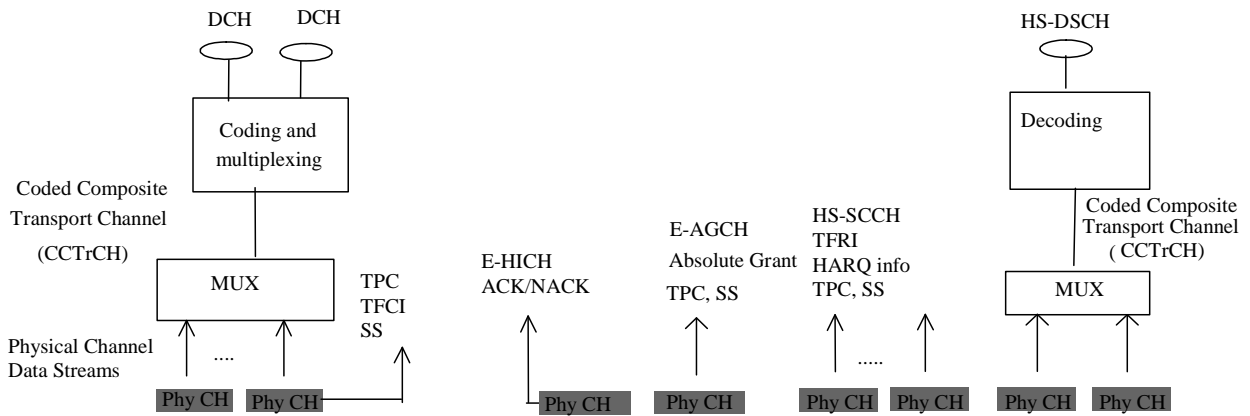 DCH
DCH
HS-DSCH
Coding and
multiplexing
Decoding
Coded Composite
Transport Channel
(CCTrCH)
MUX
TPC
TFCI
SS
E-HICH
ACK/NACK
E-AGCH
Absolute Grant
TPC, SS
HS-SCCH
TFRI
HARQ info
TPC, SS
Coded Composite
Transport Channel
( CCTrCH)
MUX
Physical Channel
Data Streams
....
.....
Phy CH
Phy CH
Phy CH
Phy CH
Phy CH
Phy CH
Phy CH
Phy CH